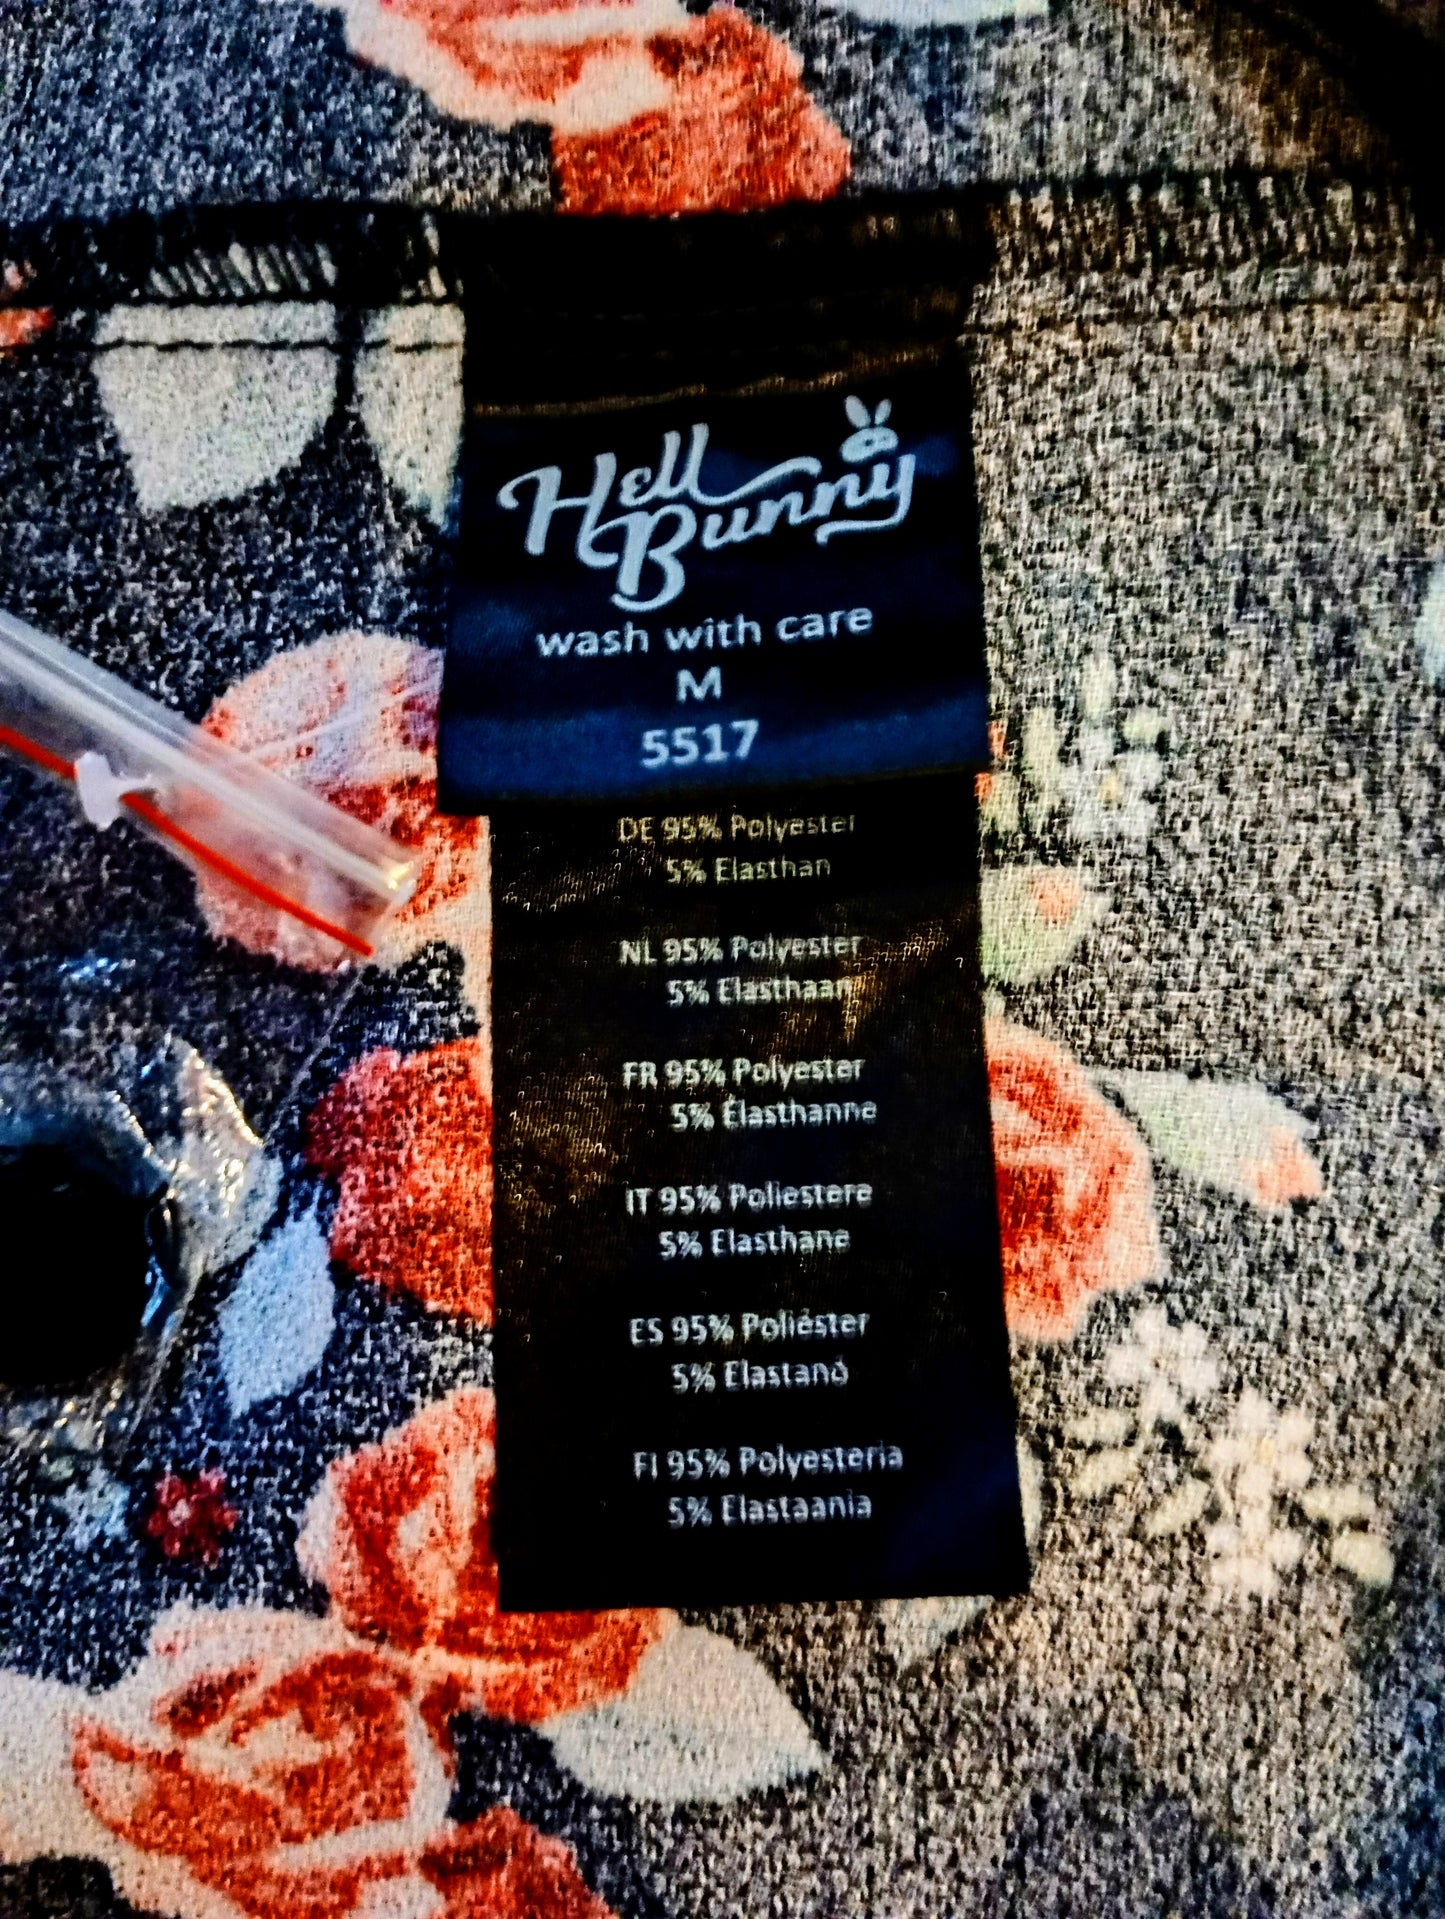 Hell
Bunny
wash with care
M
5517
DE 95% Polyester
5% Elasthan
NL 95% Polyester
5% Elasthaan
FR 95% Polyester
5% Élasthanne
IT 95% Poliestere
5% Elasthane
ES 95% Poliéster
5% Elastanó
FI 95% Polyesteria
5% Elastaania